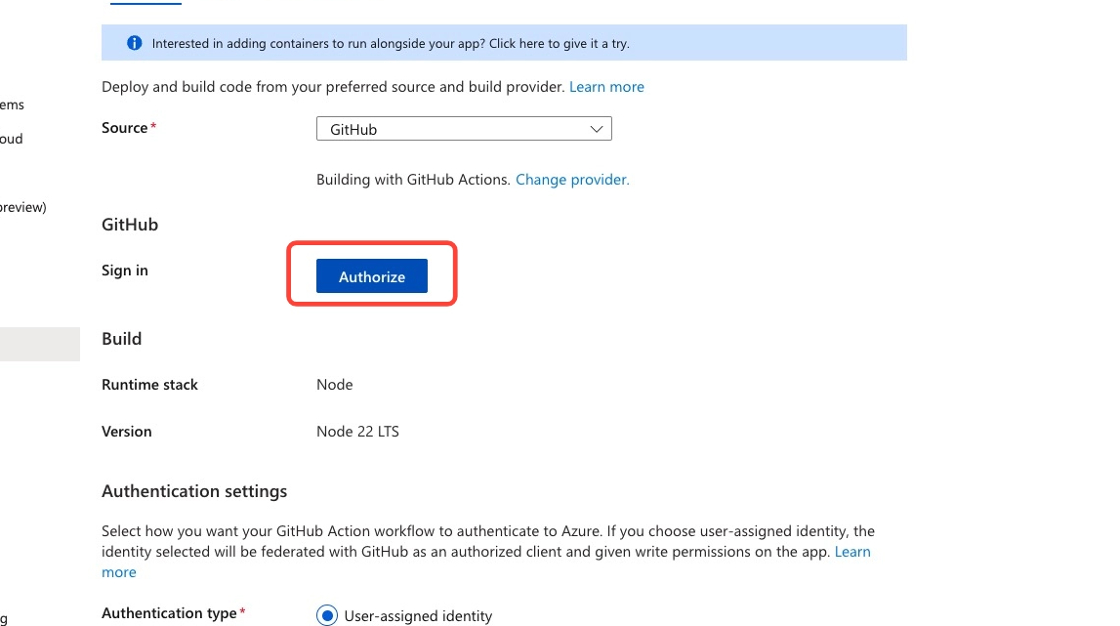 Interested in adding containers to run alongside your app? Click here to give it a try.
Deploy and build code from your preferred source and build provider. Learn more
ems
Source*
GitHub
oud
Building with GitHub Actions. Change provider.
preview)
GitHub
Sign in
Authorize
Build
Runtime stack
Node
Version
Node 22 LTS
Authentication settings
Select how you want your GitHub Action workflow to authenticate to Azure. If you choose user-assigned identity, the
identity selected will be federated with GitHub as an authorized client and given write permissions on the app. Learn
more
Authentication type*
User-assigned identity
g